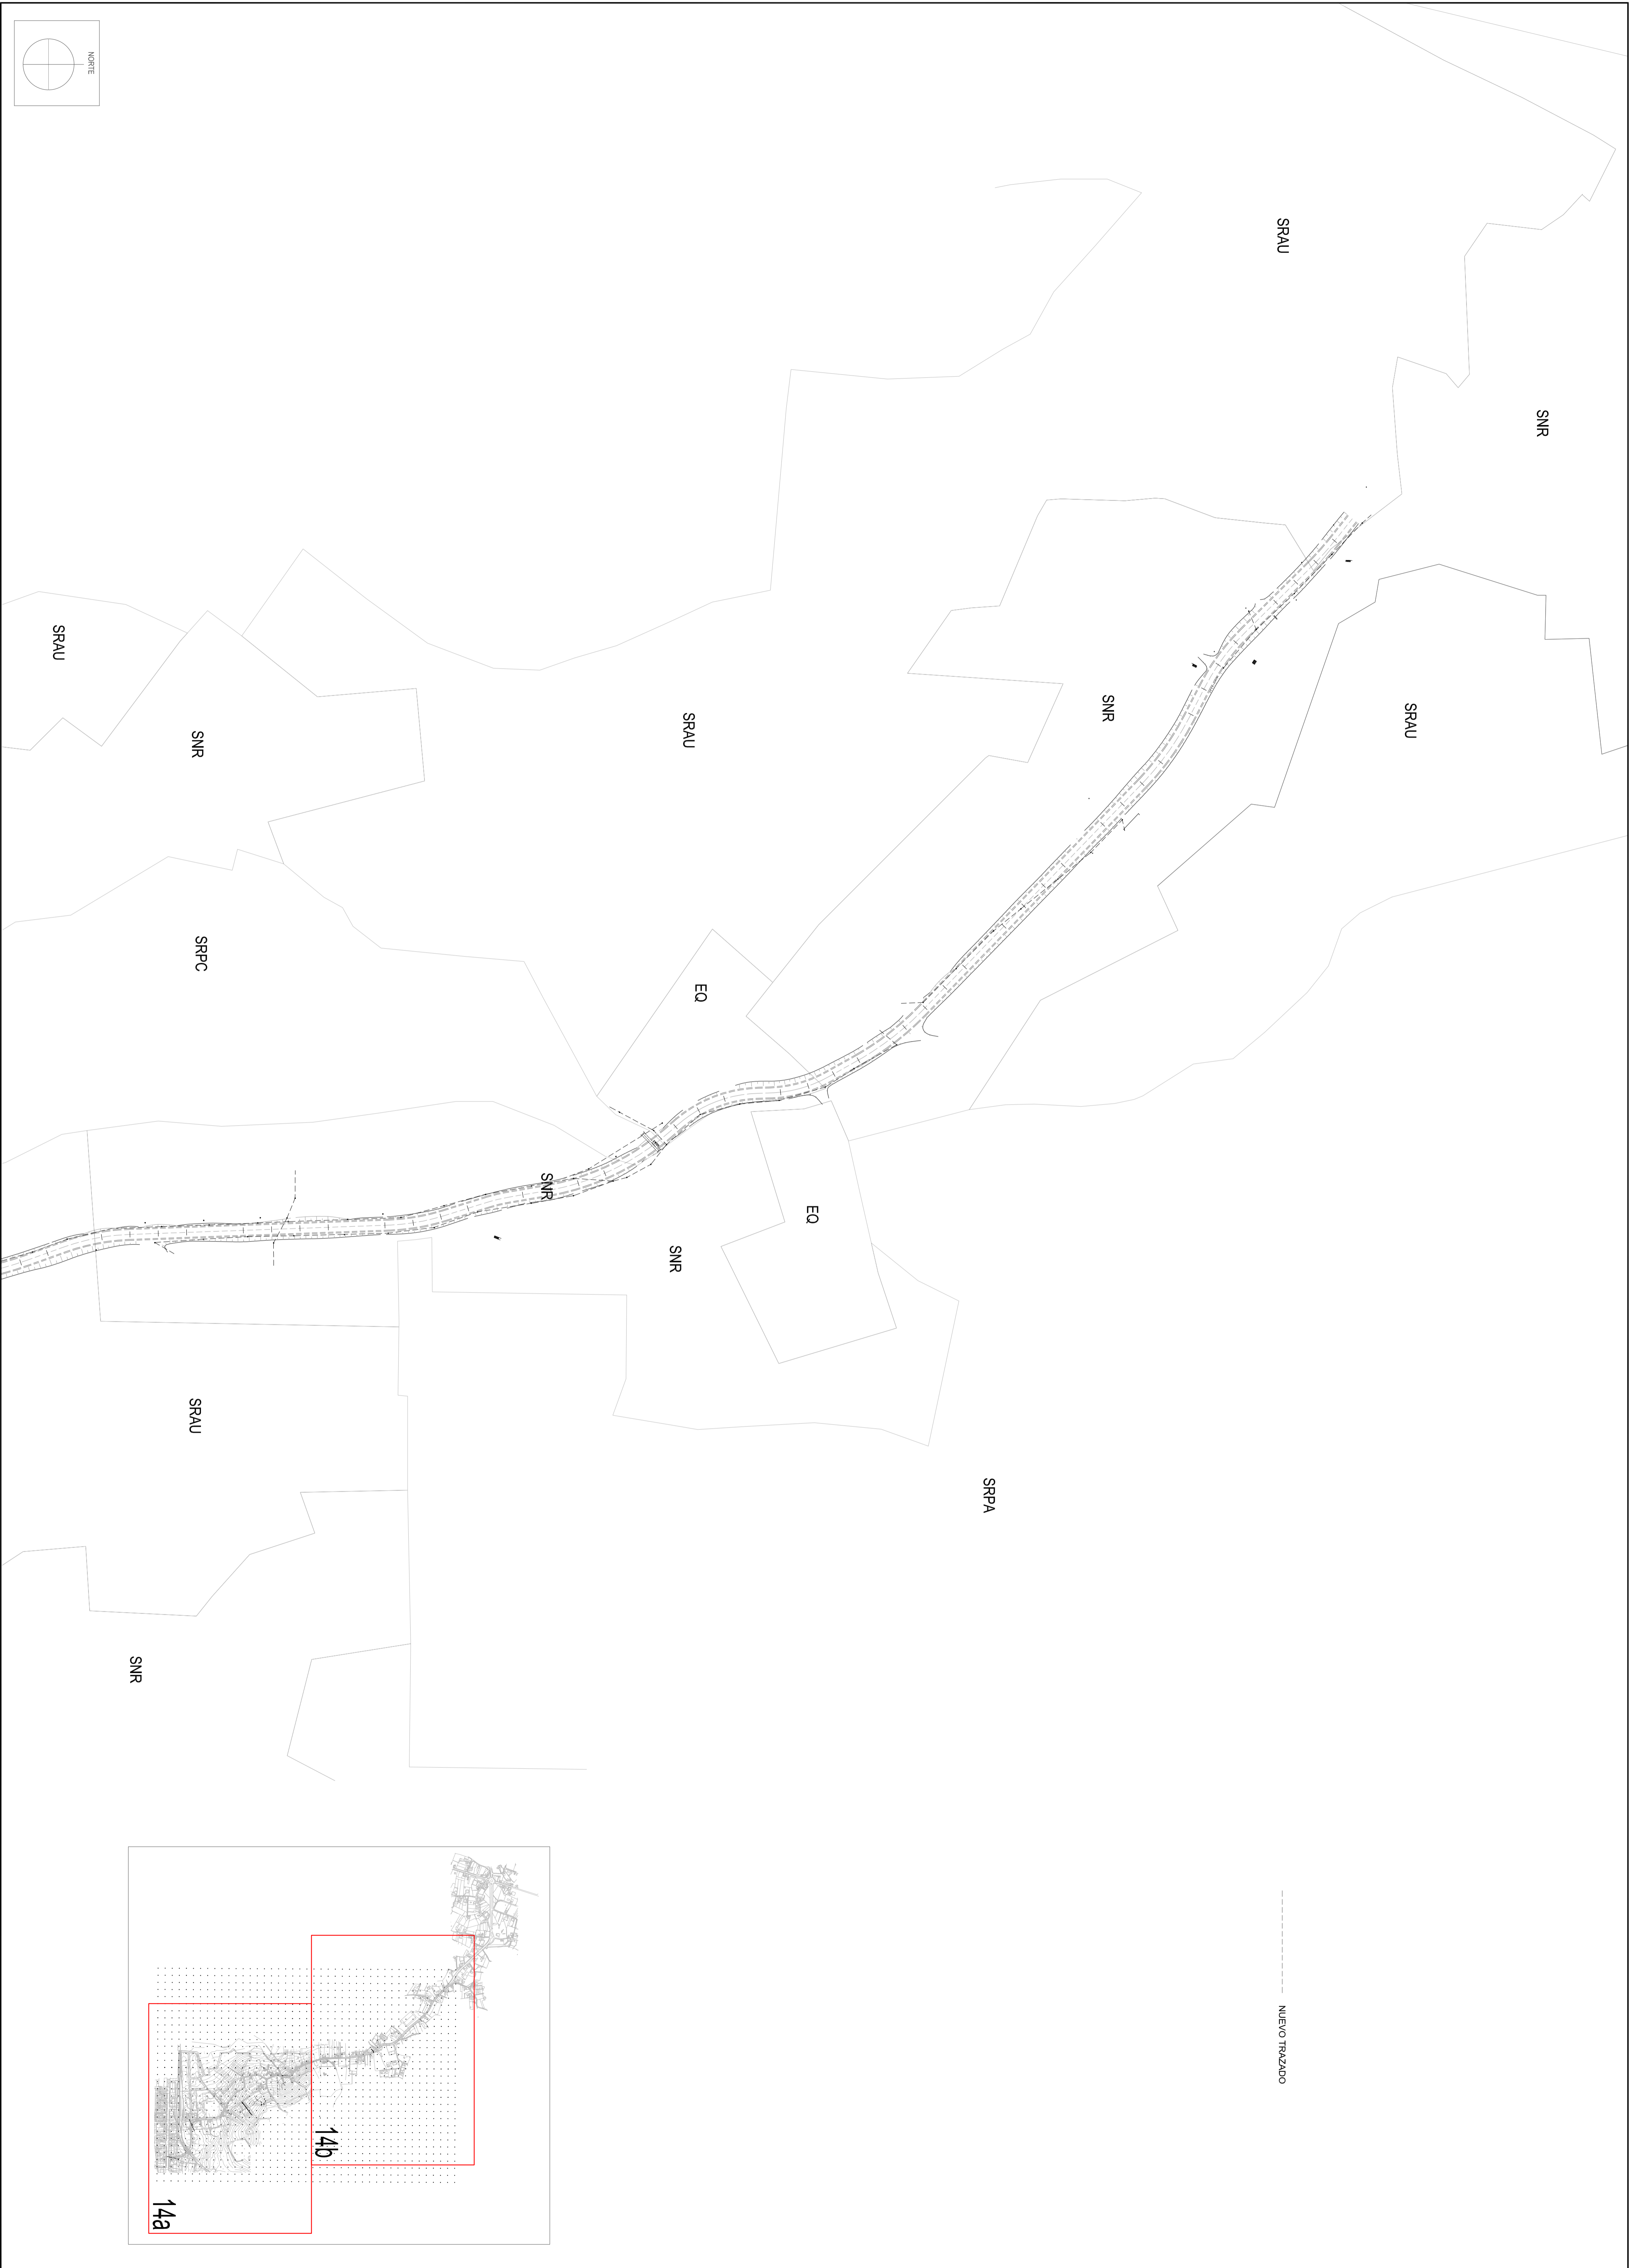 NORTE
SRAU
SNR
SRAU
SNR
SRAU
SNR
SRAU
SRPC
EQ
SNR
EQ
SNR
SRAU
SRPA
SNR
14b
14a
NUEVO TRAZADO